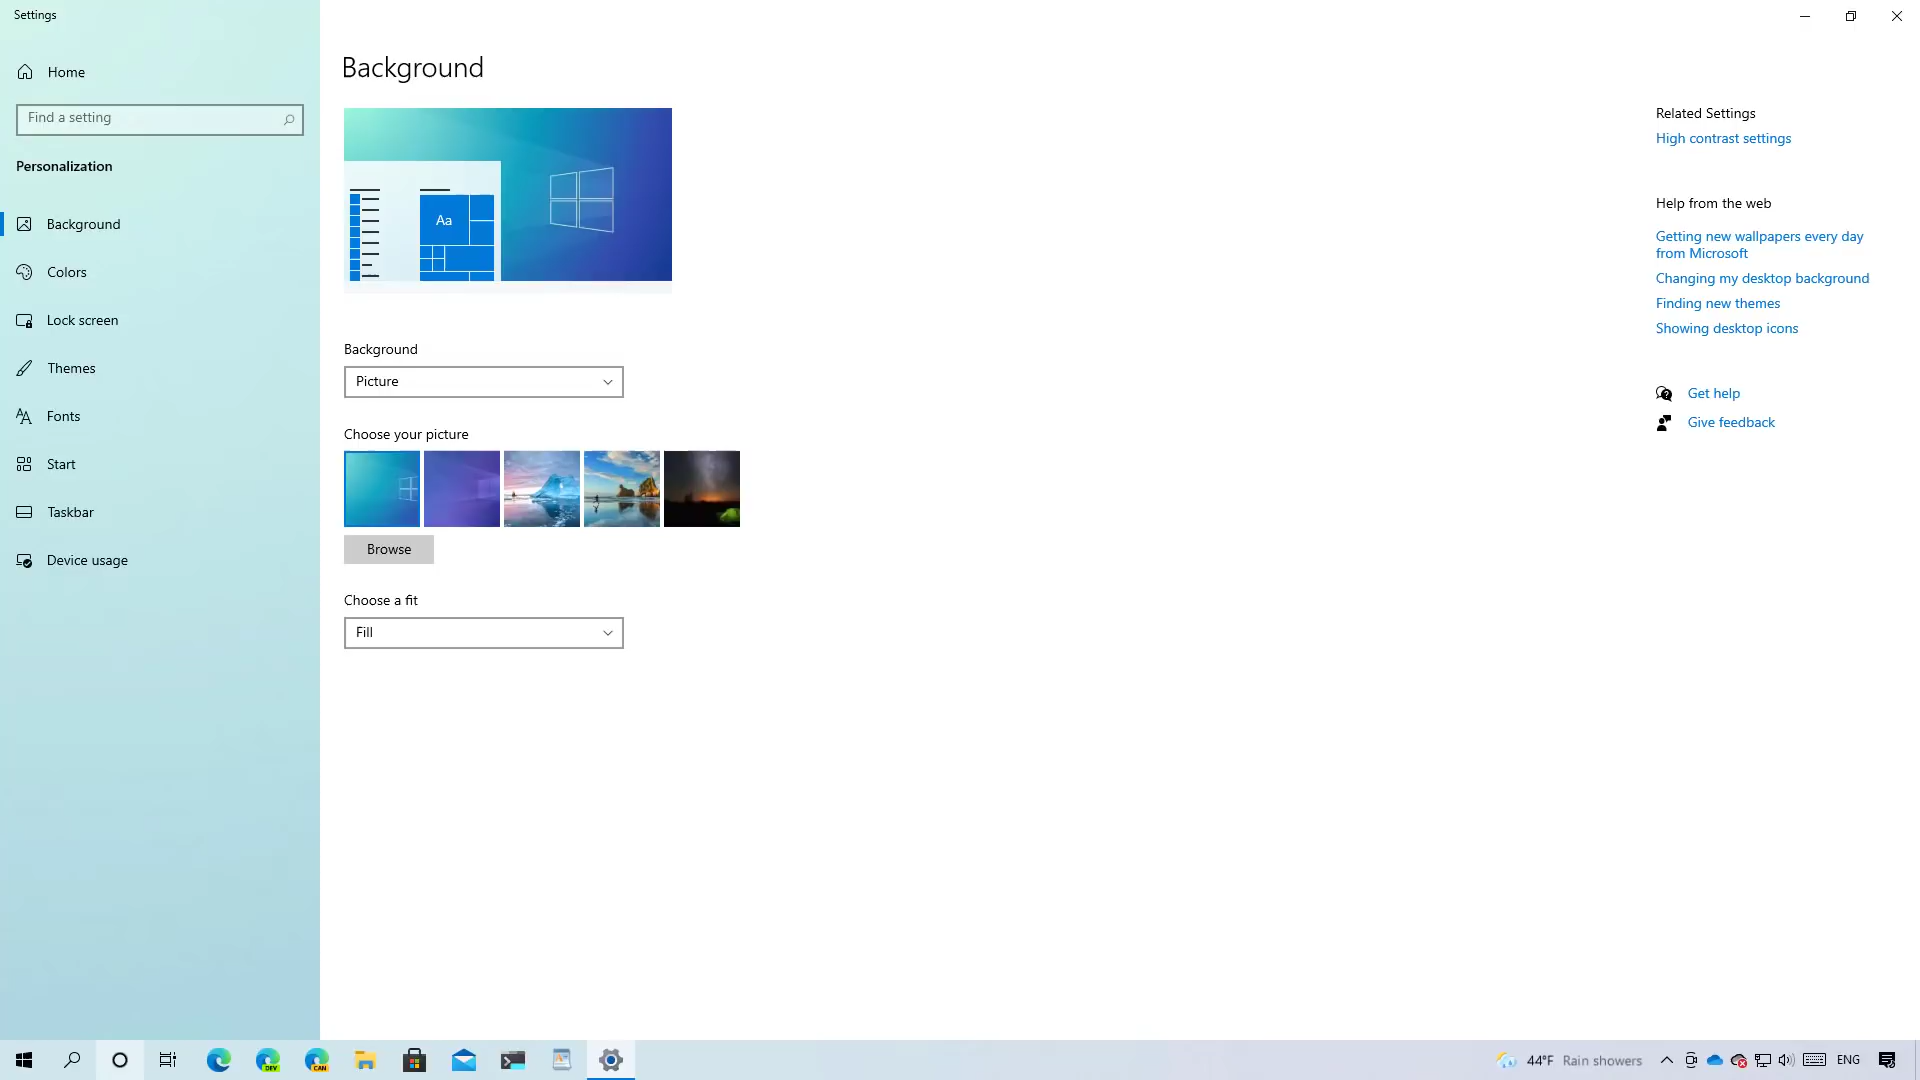 Settings
Home
Find a setting
Personalization
Background
Colors
Lock screen
Themes
Fonts
Start
Taskbar
Device usage
Background
Aa
Background
Picture
Choose your picture
Browse
Choose a fit
Fill
Related Settings
High contrast settings
Help from the web
Getting new wallpapers every day
from Microsoft
Changing my desktop background
Finding new themes
Showing desktop icons
Get help
Give feedback
DEV
CAN
44°F Rain showers
ENG